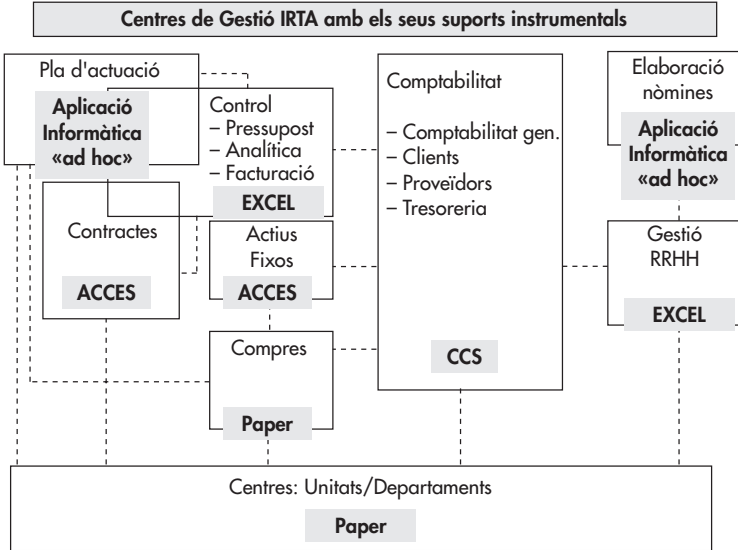 Centres de Gestió IRTA amb els seus suports instrumentals
Pla d'actuació
Aplicació
Informàtica
«ad hoc»
Control
– Pressupost
– Analítica
– Facturació
EXCEL
Comptabilitat
– Comptabilitat gen.
– Clients
– Proveïdors
– Tresoreria
CCS
Elaboració
nòmines
Aplicació
Informàtica
«ad hoc»
Contractes
ACCES
Actius
Fixos
ACCES
Gestió
RRHH
EXCEL
Compres
Paper
Centres: Unitats/Departaments
Paper